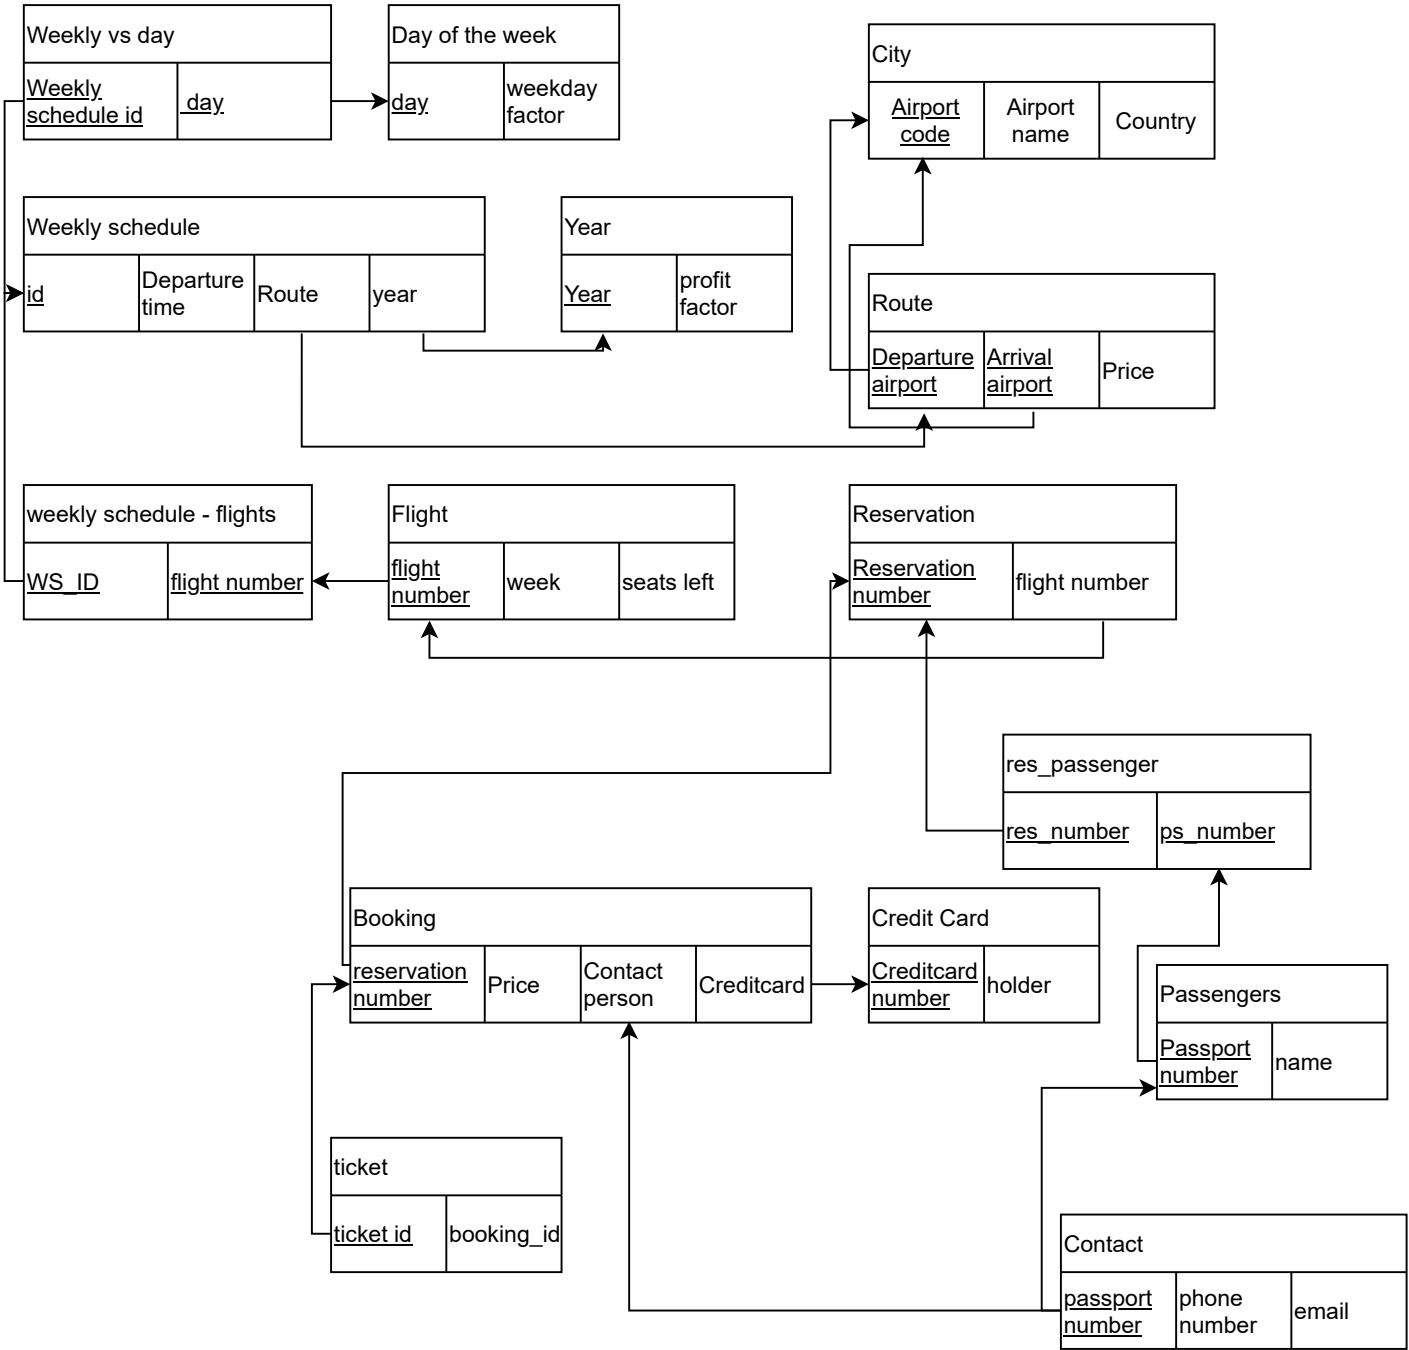 Weekly vs day
Weekly
schedule id
day
Day of the week
day
weekday
factor
City
Airport
code
Airport
name
Country
Weekly schedule
id
Departure
time
Route
year
Year
Year
profit
factor
Route
Departure
airport
Arrival
airport
Price
weekly schedule - flights
WS_ID
flight number
Flight
flight
number
week
seats left
Reservation
Reservation
number
flight number
res_passenger
res_number
ps_number
Booking
reservation
number
Price
Contact
person
Creditcard
Credit Card
Creditcard
number
holder
Passengers
Passport
number
name
ticket
ticket id
booking_id
Contact
passport
number
phone
number
email